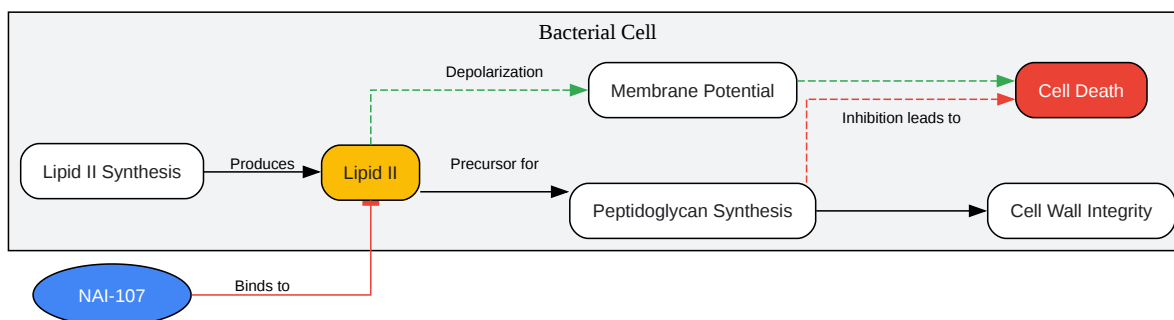 Bacterial Cell
Depolarization
Membrane Potential
Cell Death
Inhibition leads to
Lipid II Synthesis
Produces
Lipid II
Precursor for
Peptidoglycan Synthesis
Cell Wall Integrity
NAI-107
Binds to